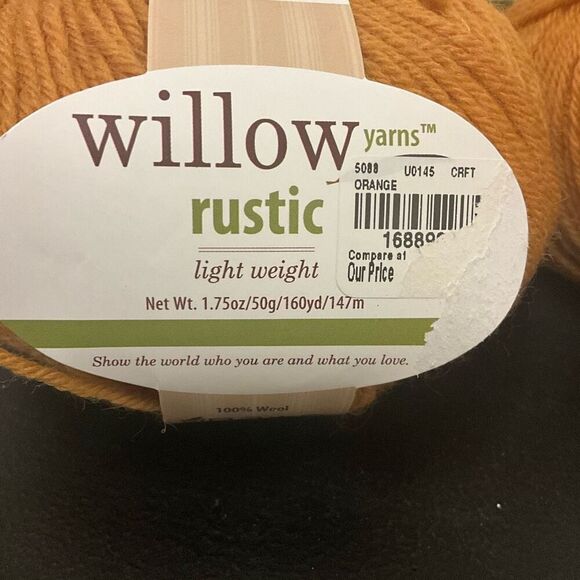 willow yarns™
rustic
light weight
Net Wt. 1.75oz/50g/160yd/147m
Show the world who you are and what you love.
100% Wool
5088 U0145 CRFT
ORANGE
Compare at
Our Price